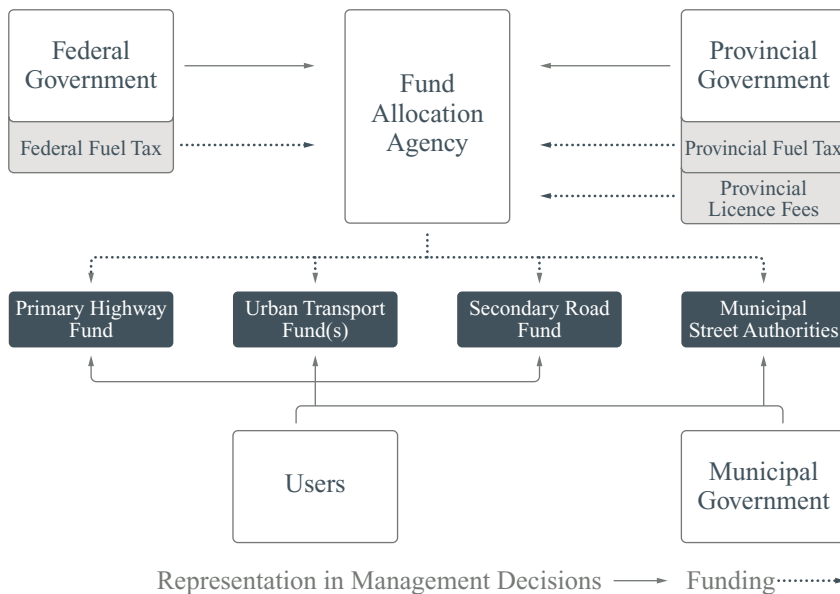 Federal
Government
Federal Fuel Tax
Fund
Allocation
Agency
Provincial
Government
Provincial Fuel Tax
Provincial
Licence Fees
Primary Highway
Fund
Urban Transport
Fund(s)
Secondary Road
Fund
Municipal
Street Authorities
Users
Municipal
Government
Representation in Management Decisions
Funding